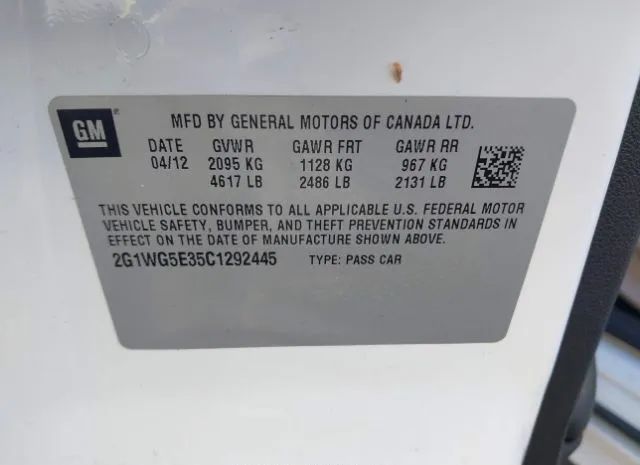 GM
MFD BY GENERAL MOTORS OF CANADA LTD.
DATE GVWR GAWR FRT GAWR RR
04/12 2095 KG 1128 KG 967 KG
4617 LB 2486 LB 2131 LB
THIS VEHICLE CONFORMS TO ALL APPLICABLE U.S. FEDERAL MOTOR
VEHICLE SAFETY, BUMPER, AND THEFT PREVENTION STANDARDS IN
EFFECT ON THE DATE OF MANUFACTURE SHOWN ABOVE.
2G1WG5E35C1292445 TYPE: PASS CAR